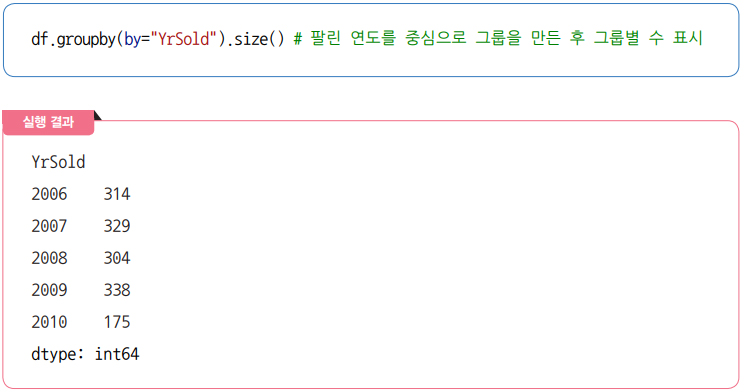 df.groupby(by="YrSold").size() # 팔린 연도를 중심으로 그룹을 만든 후 그룹별 수 표시
실행 결과
YrSold
2006 314
2007 329
2008 304
2009 338
2010 175
dtype: int64